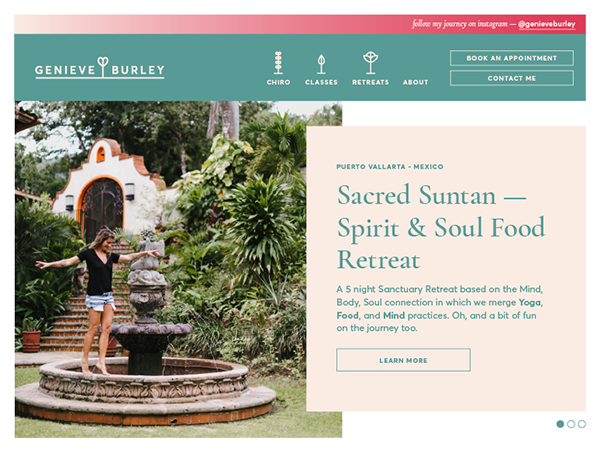 follow my journey on instagram — @genieveburley
GENIEVE BURLEY
CHIRO
CLASSES
RETREATS
ABOUT
BOOK AN APPOINTMENT
CONTACT ME
PUERTO VALLARTA • MEXICO
Sacred Suntan —
Spirit & Soul Food
Retreat
A 5 night Sanctuary Retreat based on the Mind,
Body, Soul connection in which we merge Yoga,
Food, and Mind practices. Oh, and a bit of fun
on the journey too.
LEARN MORE